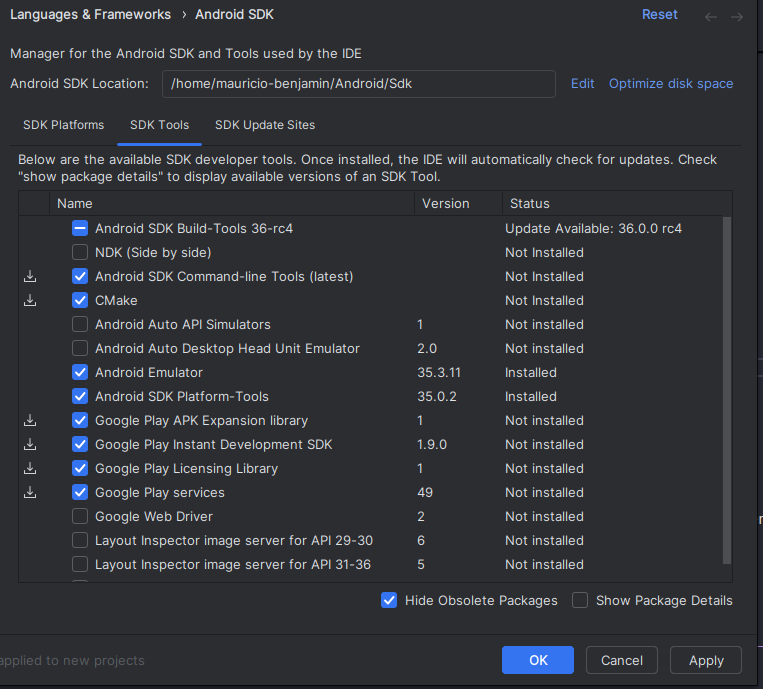 Languages & Frameworks › Android SDK Reset
Manager for the Android SDK and Tools used by the IDE
Android SDK Location: /home/mauricio-benjamin/Android/Sdk Edit Optimize disk space
SDK Platforms SDK Tools SDK Update Sites
Below are the available SDK developer tools. Once installed, the IDE will automatically check for updates. Check
"show package details" to display available versions of an SDK Tool.
Name Version Status
Android SDK Build-Tools 36-rc4 Update Available: 36.0.0 rc4
NDK (Side by side) Not Installed
Android SDK Command-line Tools (latest) Not Installed
CMake Not Installed
Android Auto API Simulators 1 Not installed
Android Auto Desktop Head Unit Emulator 2.0 Not installed
Android Emulator 35.3.11 Installed
Android SDK Platform-Tools 35.0.2 Installed
Google Play APK Expansion library 1 Not installed
Google Play Instant Development SDK 1.9.0 Not installed
Google Play Licensing Library 1 Not installed
Google Play services 49 Not installed
Google Web Driver 2 Not installed
Layout Inspector image server for API 29-30 6 Not installed
Layout Inspector image server for API 31-36 5 Not installed
Hide Obsolete Packages Show Package Details
applied to new projects OK Cancel Apply